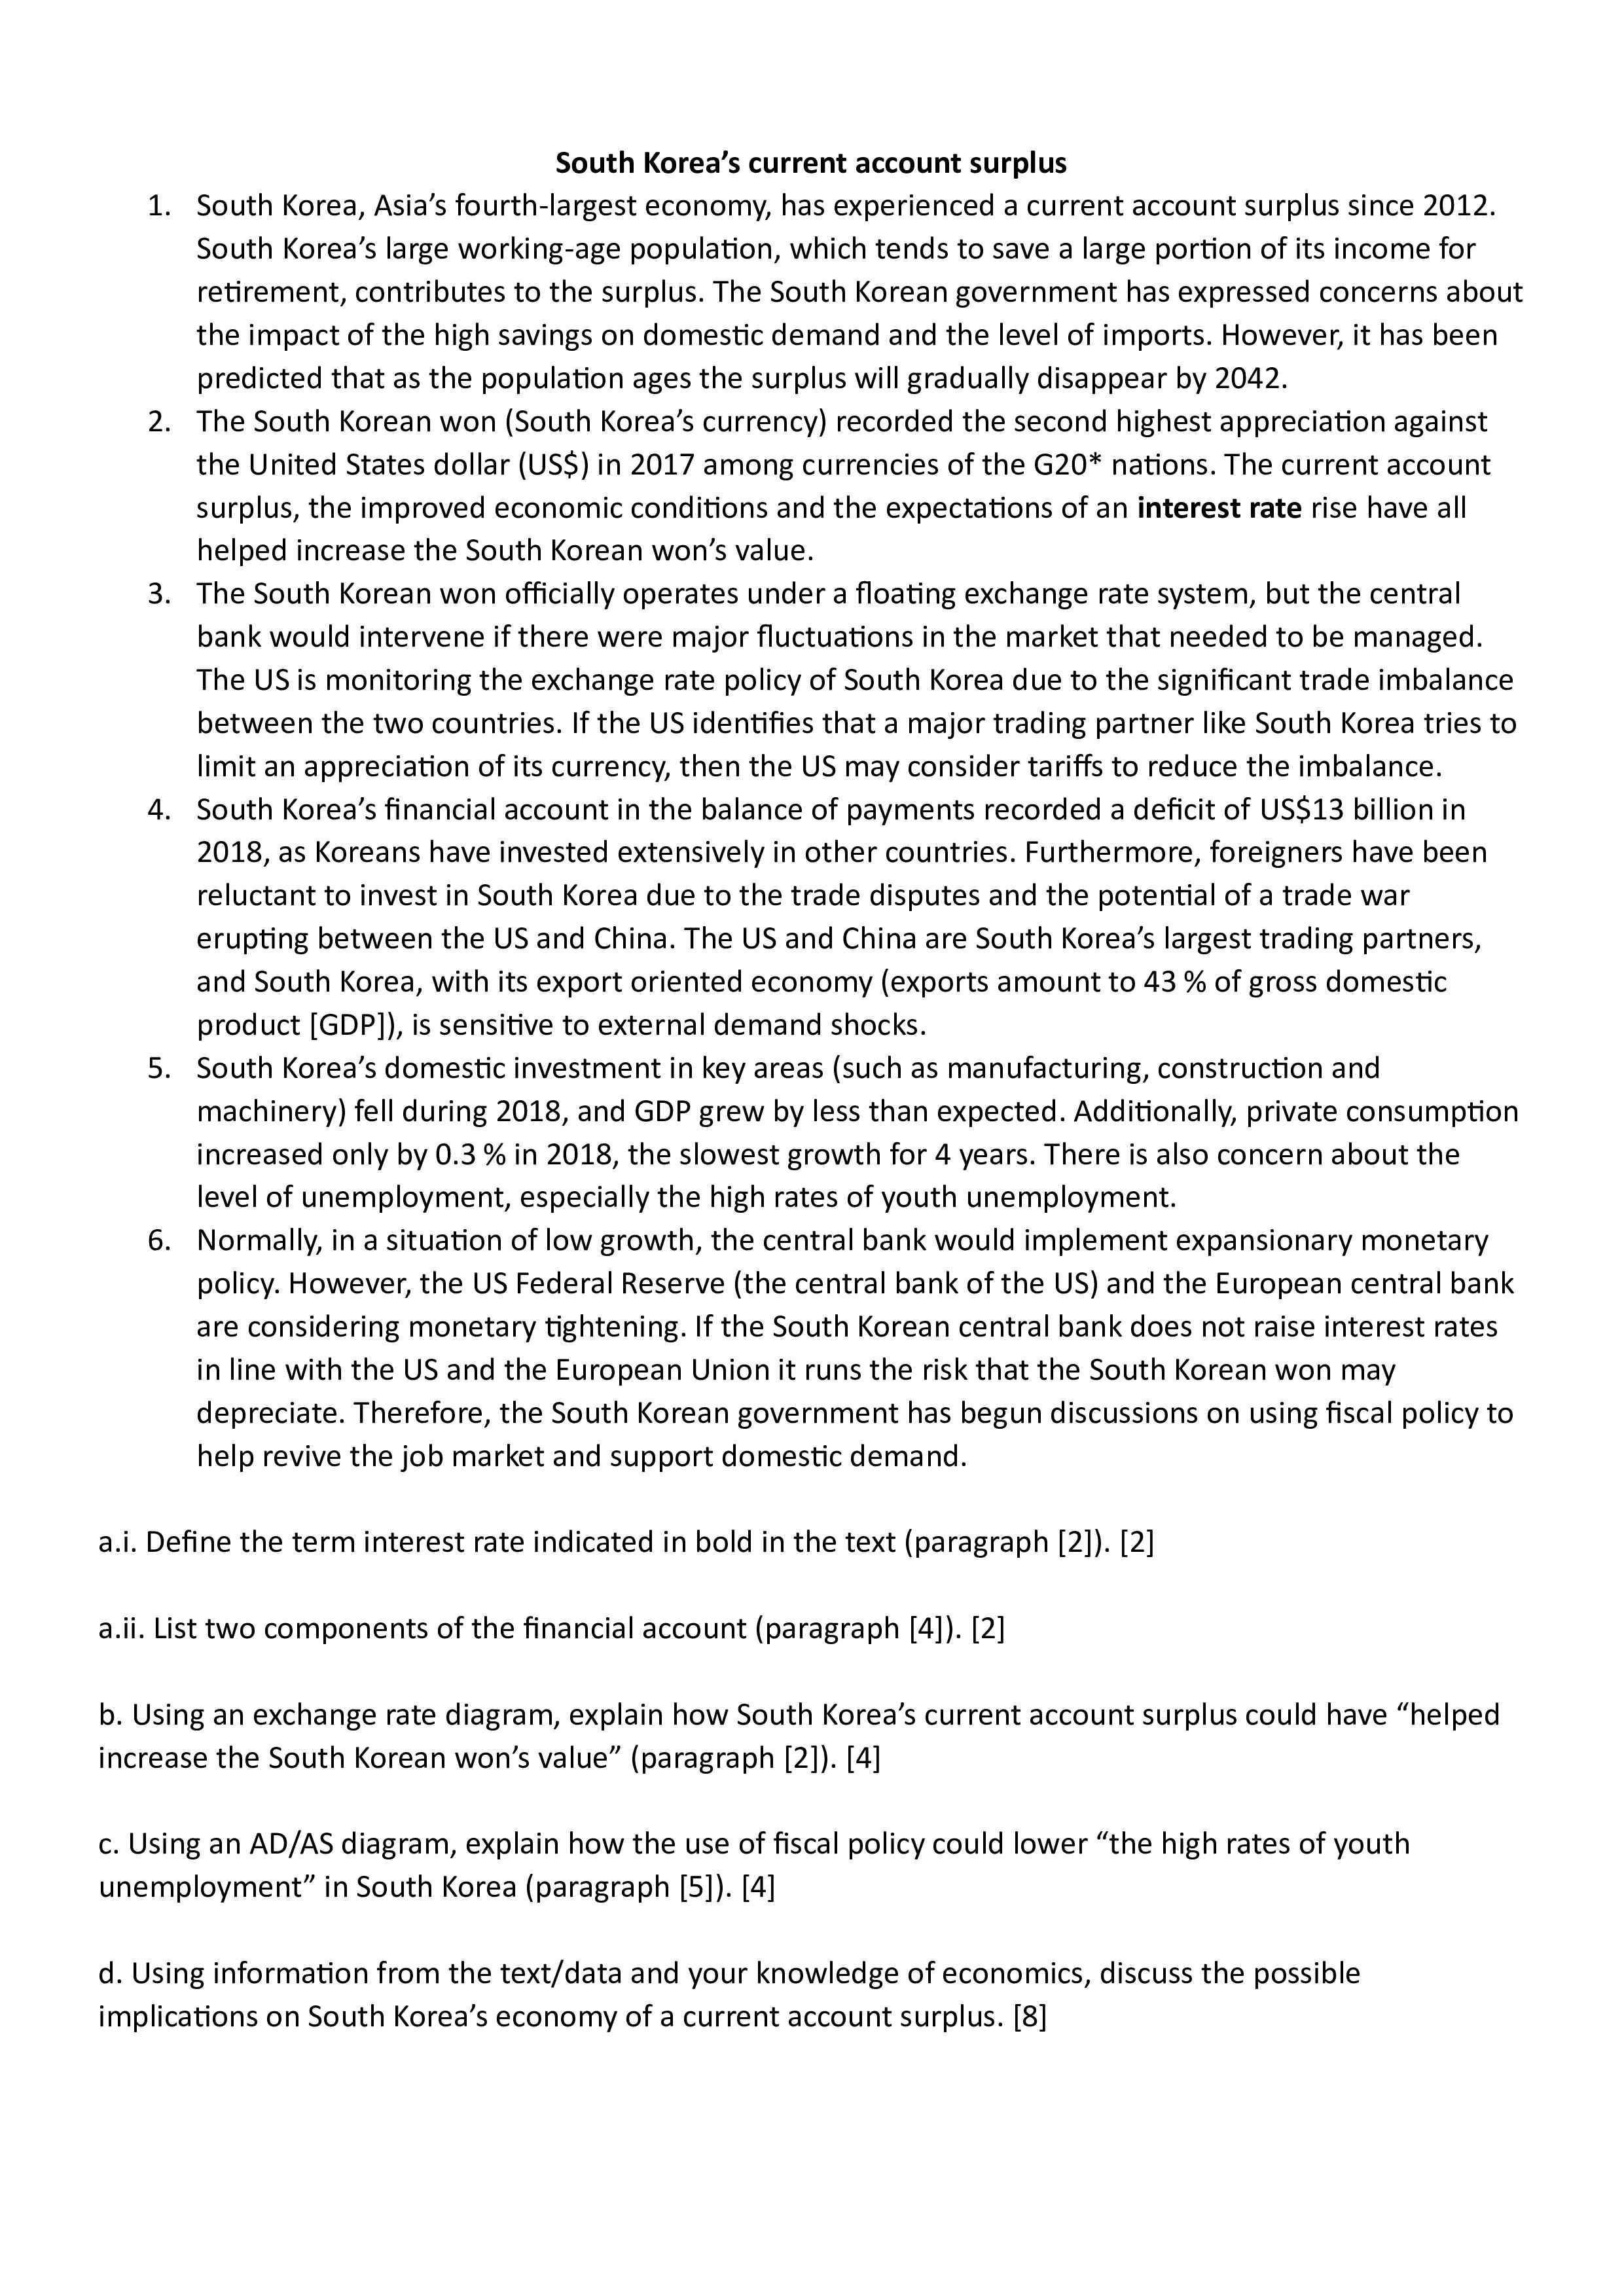 South Korea’s current account surplus
1. South Korea, Asia’s fourth-largest economy, has experienced a current account surplus since 2012.
South Korea’s large working-age population, which tends to save a large portion of its income for
retirement, contributes to the surplus. The South Korean government has expressed concerns about
the impact of the high savings on domestic demand and the level of imports. However, it has been
predicted that as the population ages the surplus will gradually disappear by 2042.
2. The South Korean won (South Korea’s currency) recorded the second highest appreciation against
the United States dollar (US$) in 2017 among currencies of the G20* nations. The current account
surplus, the improved economic conditions and the expectations of an interest rate rise have all
helped increase the South Korean won’s value.
3. The South Korean won officially operates under a floating exchange rate system, but the central
bank would intervene if there were major fluctuations in the market that needed to be managed.
The US is monitoring the exchange rate policy of South Korea due to the significant trade imbalance
between the two countries. If the US identifies that a major trading partner like South Korea tries to
limit an appreciation of its currency, then the US may consider tariffs to reduce the imbalance.
4. South Korea’s financial account in the balance of payments recorded a deficit of US$13 billion in
2018, as Koreans have invested extensively in other countries. Furthermore, foreigners have been
reluctant to invest in South Korea due to the trade disputes and the potential of a trade war
erupting between the US and China. The US and China are South Korea’s largest trading partners,
and South Korea, with its export oriented economy (exports amount to 43 % of gross domestic
product [GDP]), is sensitive to external demand shocks.
5. South Korea’s domestic investment in key areas (such as manufacturing, construction and
machinery) fell during 2018, and GDP grew by less than expected. Additionally, private consumption
increased only by 0.3 % in 2018, the slowest growth for 4 years. There is also concern about the
level of unemployment, especially the high rates of youth unemployment.
6. Normally, in a situation of low growth, the central bank would implement expansionary monetary
policy. However, the US Federal Reserve (the central bank of the US) and the European central bank
are considering monetary tightening. If the South Korean central bank does not raise interest rates
in line with the US and the European Union it runs the risk that the South Korean won may
depreciate. Therefore, the South Korean government has begun discussions on using fiscal policy to
help revive the job market and support domestic demand.
a.i. Define the term interest rate indicated in bold in the text (paragraph [2]). [2]
a.ii. List two components of the financial account (paragraph [4]). [2]
b. Using an exchange rate diagram, explain how South Korea’s current account surplus could have “helped
increase the South Korean won’s value” (paragraph [2]). [4]
c. Using an AD/AS diagram, explain how the use of fiscal policy could lower “the high rates of youth
unemployment” in South Korea (paragraph [5]). [4]
d. Using information from the text/data and your knowledge of economics, discuss the possible
implications on South Korea’s economy of a current account surplus. [8]